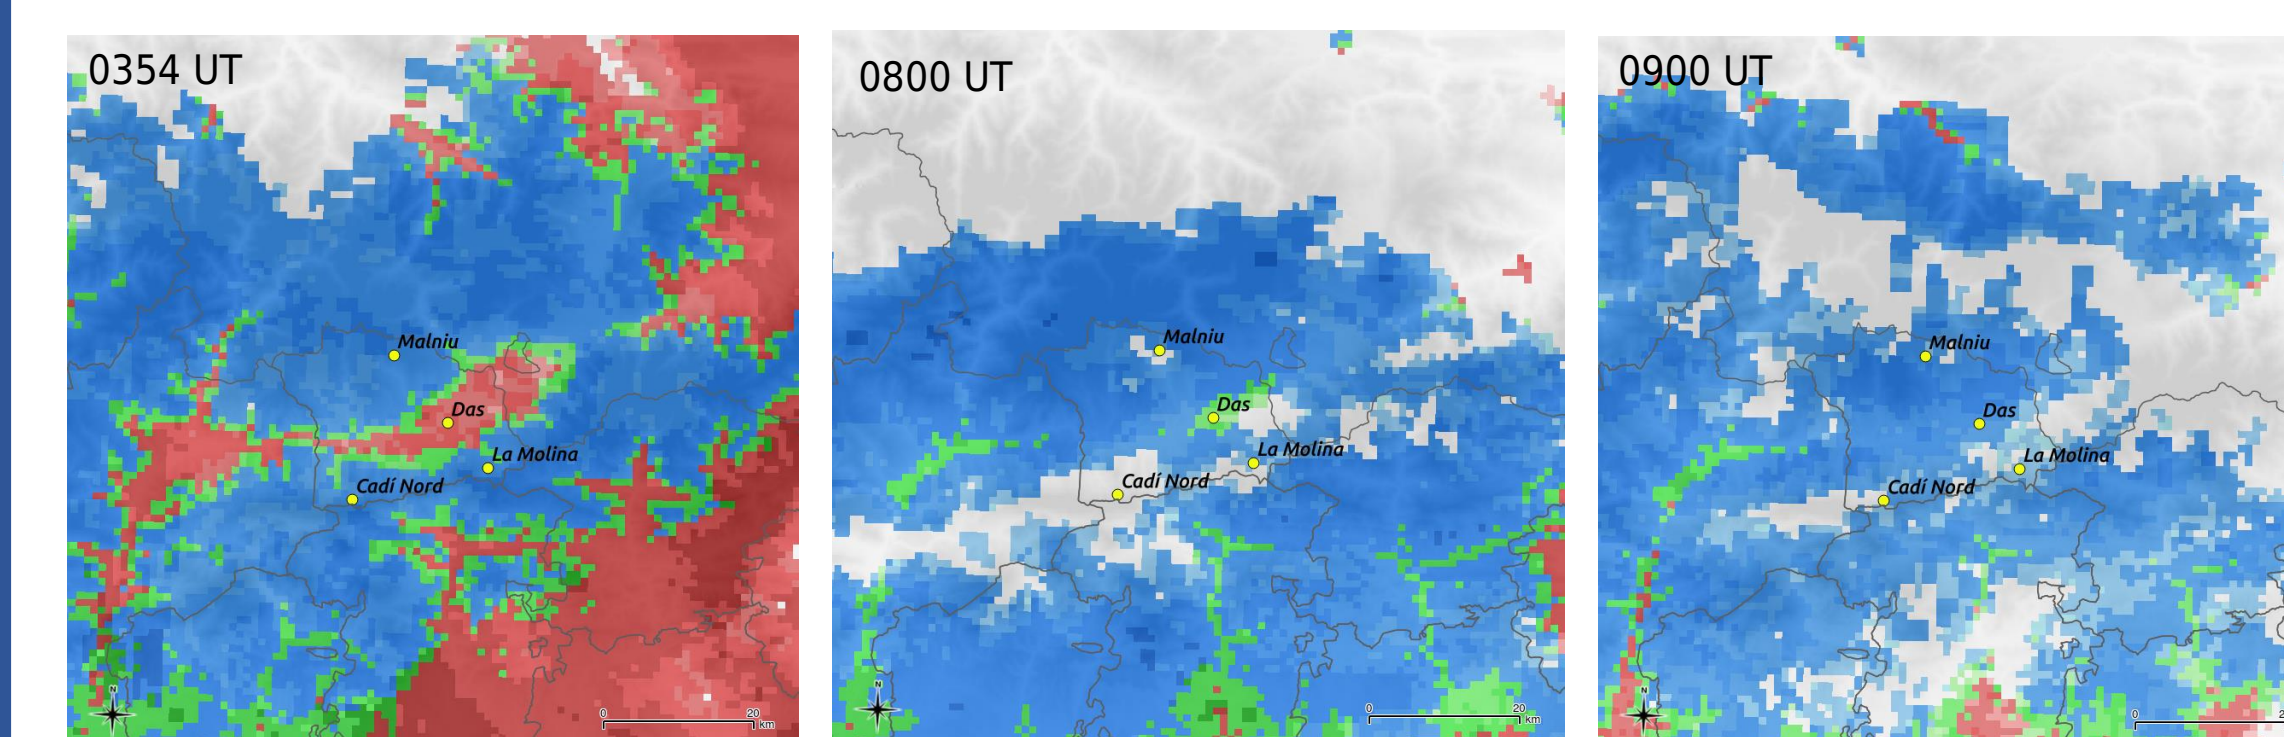 0354 UT
Malniu
Das
La Molina
Cadí Nord
N
0 20
km
0800 UT
Malniu
Das
La Molina
Cadí Nord
N
0 20
km
0900 UT
Malniu
Das
La Molina
Cadí Nord
N
0